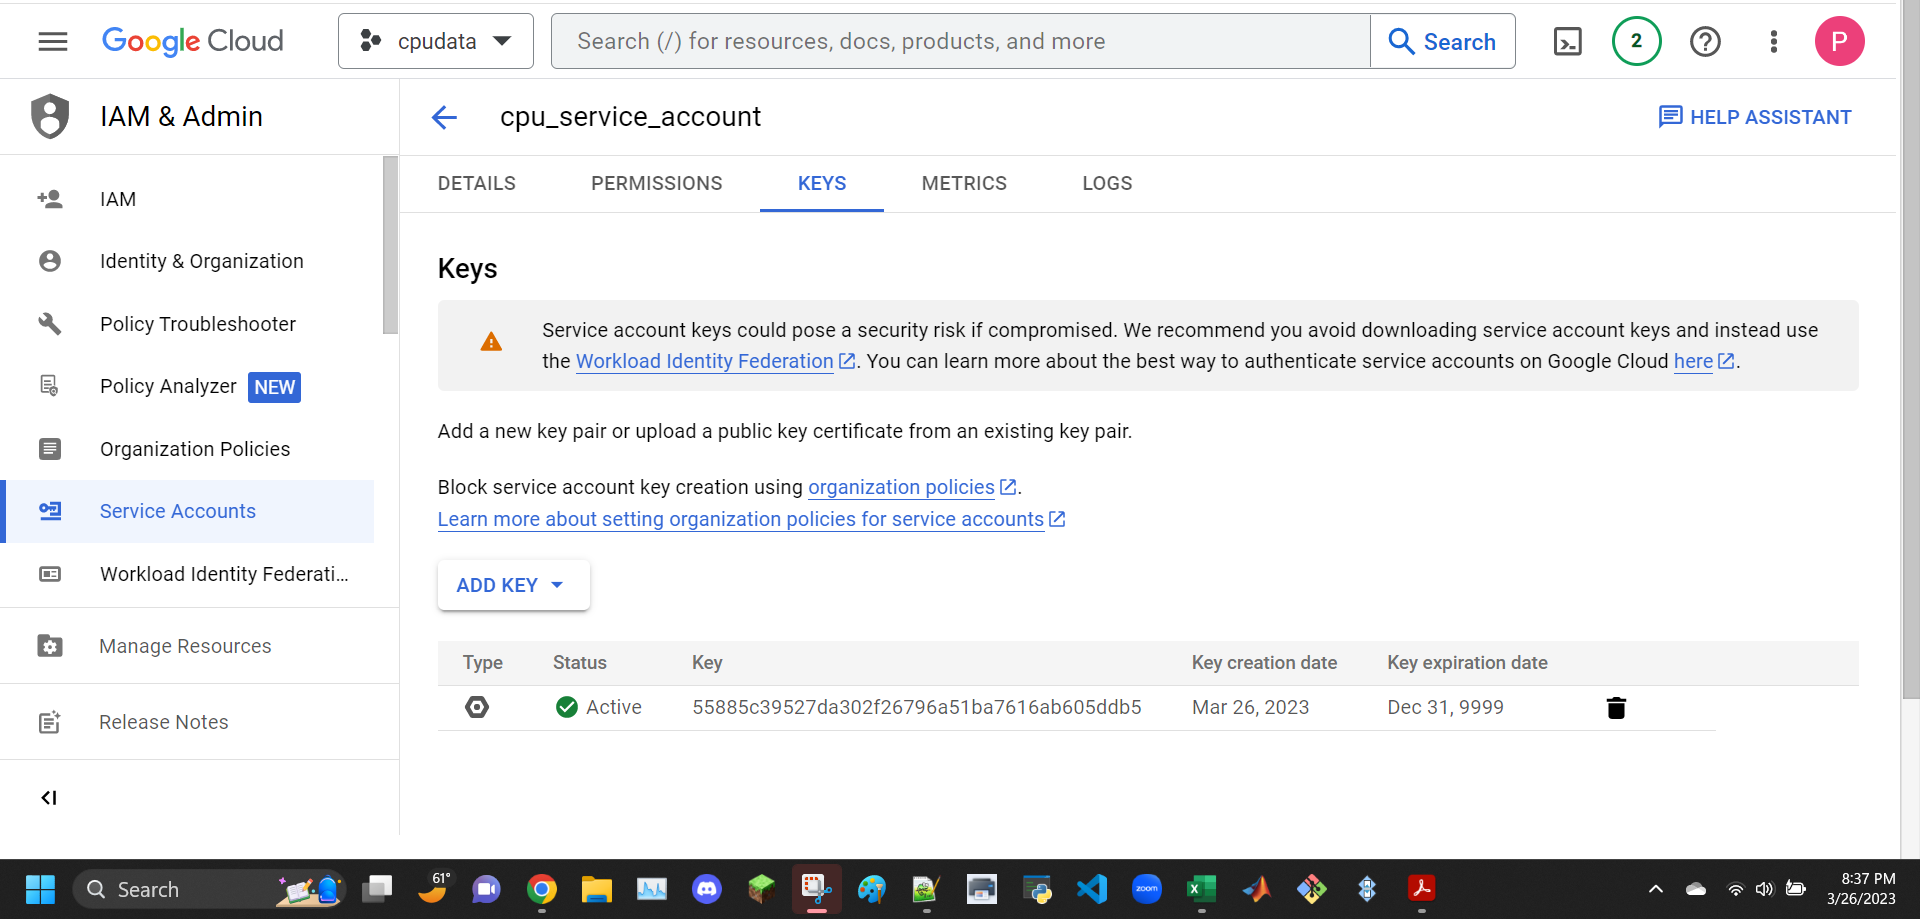 Google Cloud
cpudata
Search (/) for resources, docs, products, and more
Search
2
P
IAM & Admin
cpu_service_account
HELP ASSISTANT
IAM
Identity & Organization
Policy Troubleshooter
Policy Analyzer NEW
Organization Policies
Service Accounts
Workload Identity Federati...
Manage Resources
Release Notes
DETAILS PERMISSIONS KEYS METRICS LOGS
Keys
Service account keys could pose a security risk if compromised. We recommend you avoid downloading service account keys and instead use
the Workload Identity Federation. You can learn more about the best way to authenticate service accounts on Google Cloud here.
Add a new key pair or upload a public key certificate from an existing key pair.
Block service account key creation using organization policies.
Learn more about setting organization policies for service accounts
ADD KEY
Type Status Key Key creation date Key expiration date
Active 55885c39527da302f26796a51ba7616ab605ddb5 Mar 26, 2023 Dec 31, 9999
Search
61°
zoom
8:37 PM
3/26/2023